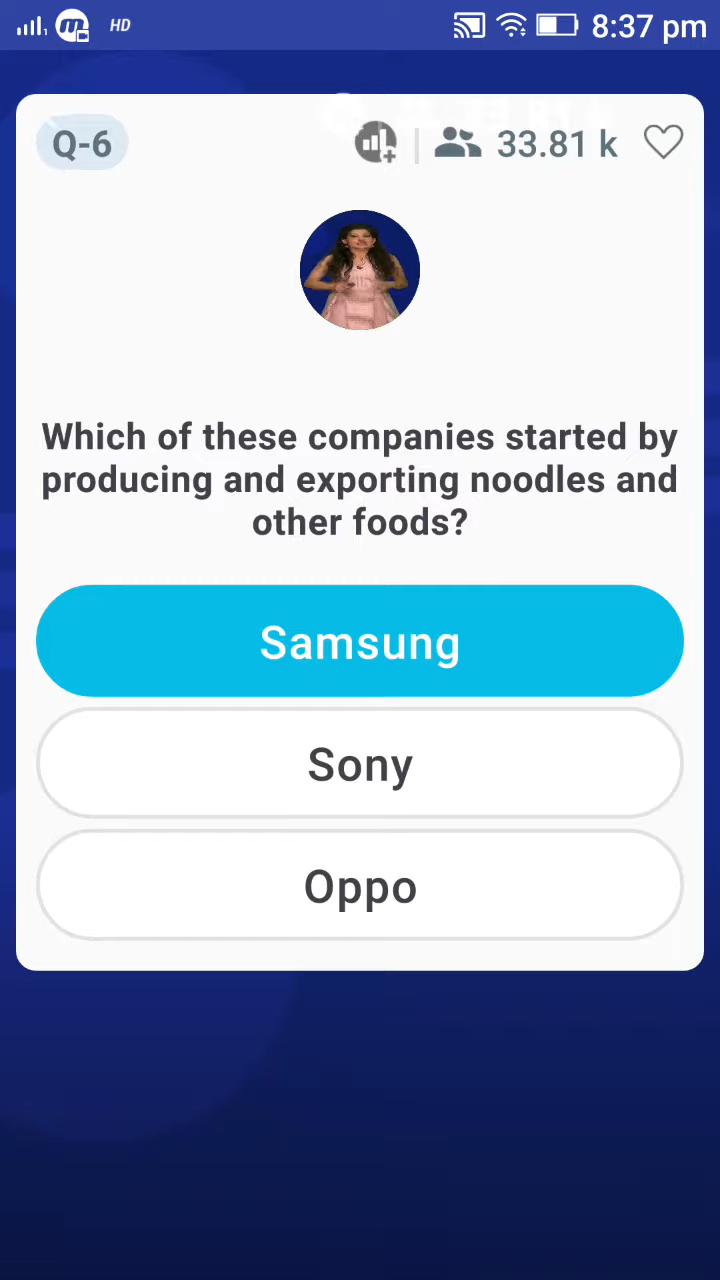 HD 8:37 pm
Q-6 33.81 k
Which of these companies started by
producing and exporting noodles and
other foods?
Samsung
Sony
Oppo